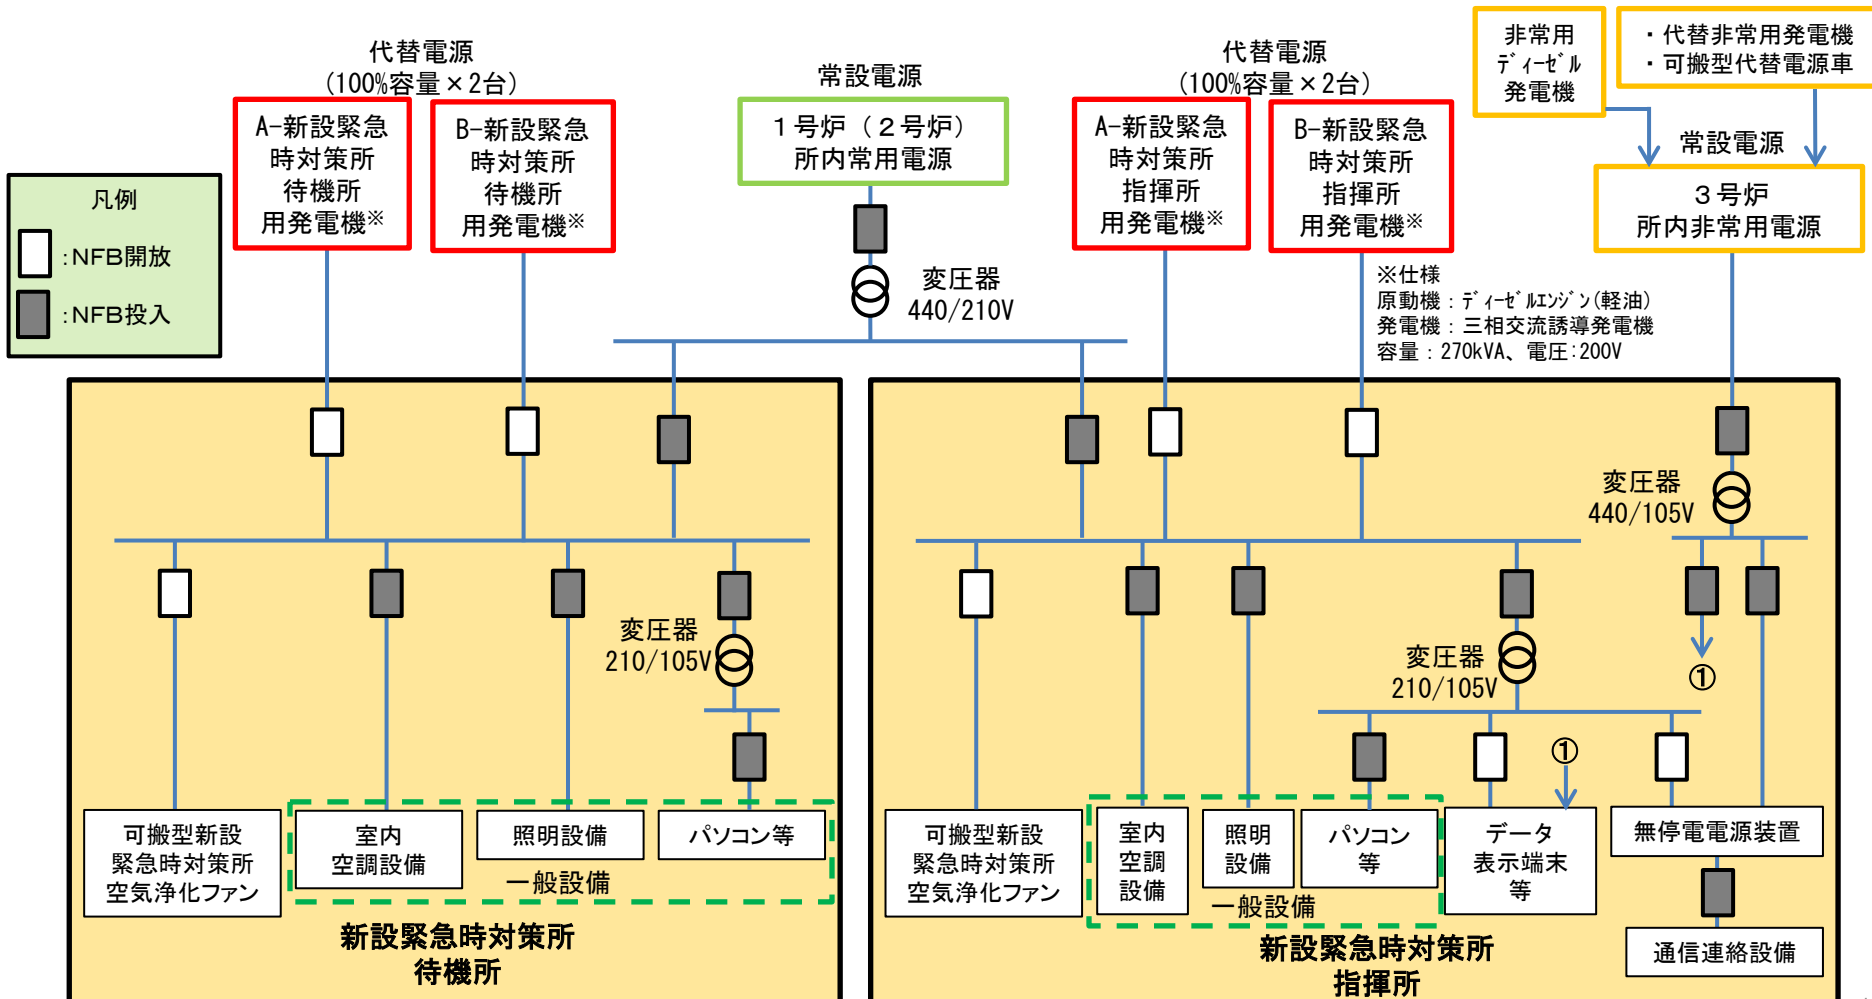 代替電源
(100%容量×2台)
A-新設緊急
時対策所
待機所
用発電機※
B-新設緊急
時対策所
待機所
用発電機※
常設電源
1号炉（2号炉）
所内常用電源
変圧器
440/210V
代替電源
(100%容量×2台)
A-新設緊急
時対策所
指揮所
用発電機※
B-新設緊急
時対策所
指揮所
用発電機※
非常用
ﾃﾞｨｰｾﾞﾙ
発電機
・代替非常用発電機
・可搬型代替電源車
常設電源
3号炉
所内非常用電源
※仕様
原動機：ﾃﾞｨｰｾﾞﾙｴﾝｼﾞﾝ(軽油)
発電機：三相交流誘導発電機
容量：270kVA、電圧:200V
凡例
:NFB開放
:NFB投入
変圧器
210/105V
可搬型新設
緊急時対策所
空気浄化ファン
室内
空調設備
照明設備
パソコン等
一般設備
新設緊急時対策所
待機所
変圧器
440/105V
①
変圧器
210/105V
①
可搬型新設
緊急時対策所
空気浄化ファン
室内
空調
設備
照明
設備
パソコン
等
一般設備
データ
表示端末
等
無停電電源装置
通信連絡設備
新設緊急時対策所
指揮所